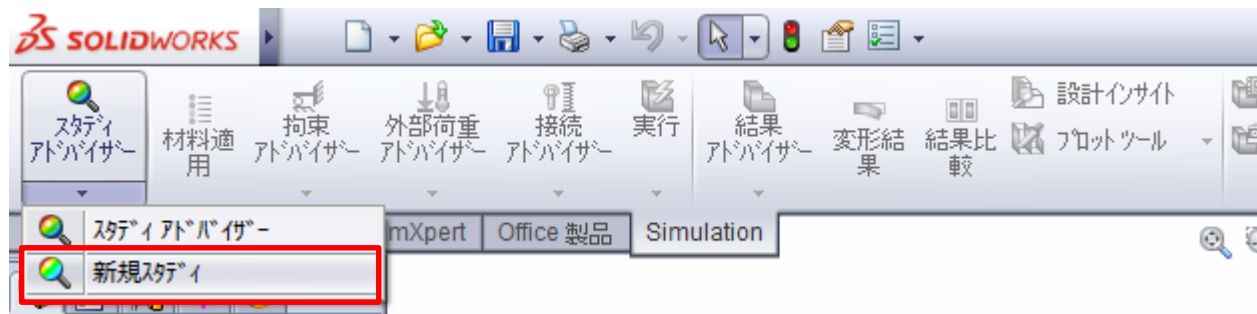 SOLIDWORKS
スタディ
アドバイザー
材料適
用
拘束
アドバイザー
外部荷重
アドバイザー
接続
アドバイザー
実行
結果
アドバイザー
変形結
果
結果比
較
設計インサイト
プロット ツール
スタディ アドバイザー
新規スタディ
mXpert
Office 製品
Simulation